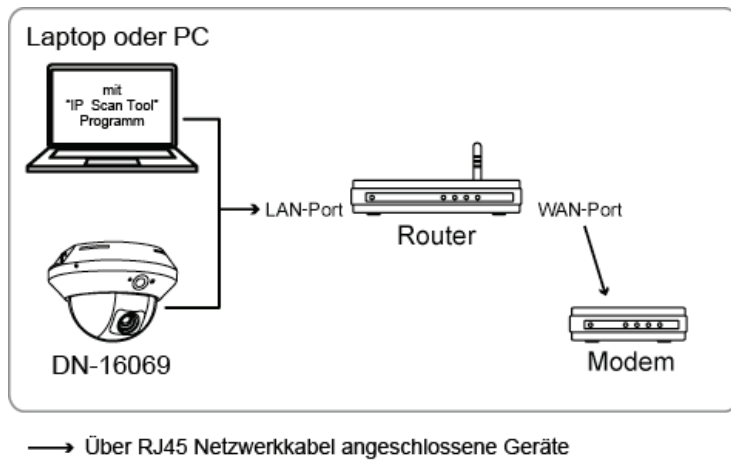 Laptop oder PC
mit
"IP Scan Tool"
Programm
LAN-Port
Router
WAN-Port
DN-16069
Modem
Über RJ45 Netzwerkkabel angeschlossene Geräte